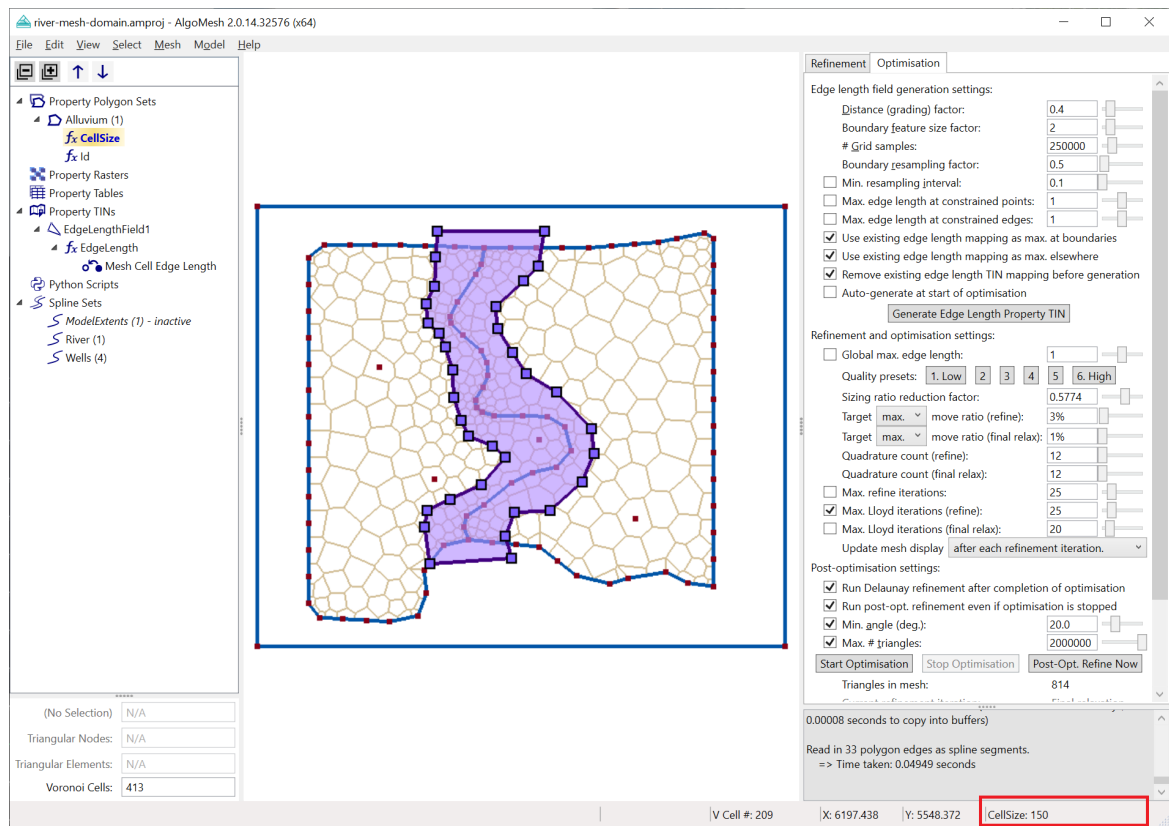 river-mesh-domain.amproj - AlgoMesh 2.0.14.32576 (x64)
File Edit View Select Mesh Model Help
Property Polygon Sets
Alluvium (1)
fx CellSize
fx Id
Property Rasters
Property Tables
Property TINs
EdgeLengthField1
fx EdgeLength
Mesh Cell Edge Length
Python Scripts
Spline Sets
ModelExtents (1) - inactive
River (1)
Wells (4)
(No Selection) N/A
Triangular Nodes: N/A
Triangular Elements: N/A
Voronoi Cells: 413
Refinement Optimisation
Edge length field generation settings:
Distance (grading) factor: 0.4
Boundary feature size factor: 2
# Grid samples: 250000
Boundary resampling factor: 0.5
Min. resampling interval: 0.1
Max. edge length at constrained points: 1
Max. edge length at constrained edges: 1
Use existing edge length mapping as max. at boundaries
Use existing edge length mapping as max. elsewhere
Remove existing edge length TIN mapping before generation
Auto-generate at start of optimisation
Generate Edge Length Property TIN
Refinement and optimisation settings:
Global max. edge length: 1
Quality presets: 1. Low 2 3 4 5 6. High
Sizing ratio reduction factor: 0.5774
Target max. move ratio (refine): 3%
Target max. move ratio (final relax): 1%
Quadrature count (refine): 12
Quadrature count (final relax): 12
Max. refine iterations: 25
Max. Lloyd iterations (refine): 25
Max. Lloyd iterations (final relax): 20
Update mesh display after each refinement iteration.
Post-optimisation settings:
Run Delaunay refinement after completion of optimisation
Run post-opt. refinement even if optimisation is stopped
Min. angle (deg.): 20.0
Max. # triangles: 2000000
Start Optimisation Stop Optimisation Post-Opt. Refine Now
Triangles in mesh: 814
0.00008 seconds to copy into buffers)
Read in 33 polygon edges as spline segments.
=> Time taken: 0.04949 seconds
V Cell #: 209 X: 6197.438 Y: 5548.372 CellSize: 150